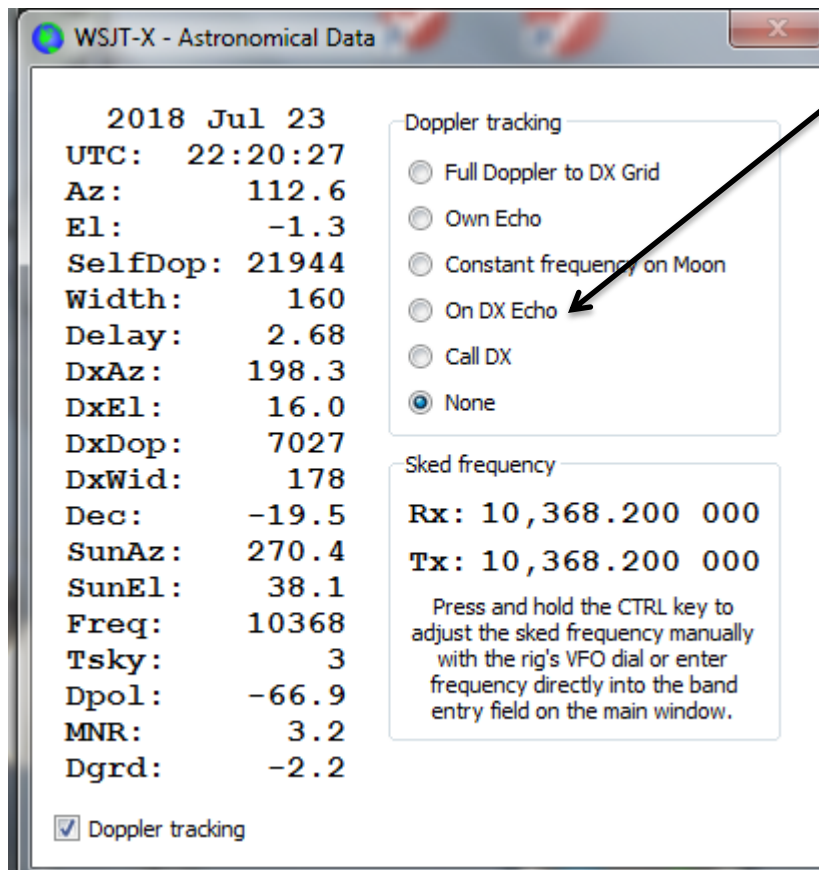 WSJT-X - Astronomical Data
2018 Jul 23
UTC: 22:20:27
Az: 112.6
El: -1.3
SelfDop: 21944
Width: 160
Delay: 2.68
DxAz: 198.3
DxEl: 16.0
DxDop: 7027
DxWid: 178
Dec: -19.5
SunAz: 270.4
SunEl: 38.1
Freq: 10368
Tsky: 3
Dpol: -66.9
MNR: 3.2
Dgrd: -2.2
Doppler tracking
Full Doppler to DX Grid
Own Echo
Constant frequency on Moon
On DX Echo
Call DX
None
Sked frequency
Rx: 10,368.200 000
Tx: 10,368.200 000
Press and hold the CTRL key to
adjust the sked frequency manually
with the rig's VFO dial or enter
frequency directly into the band
entry field on the main window.
Doppler tracking